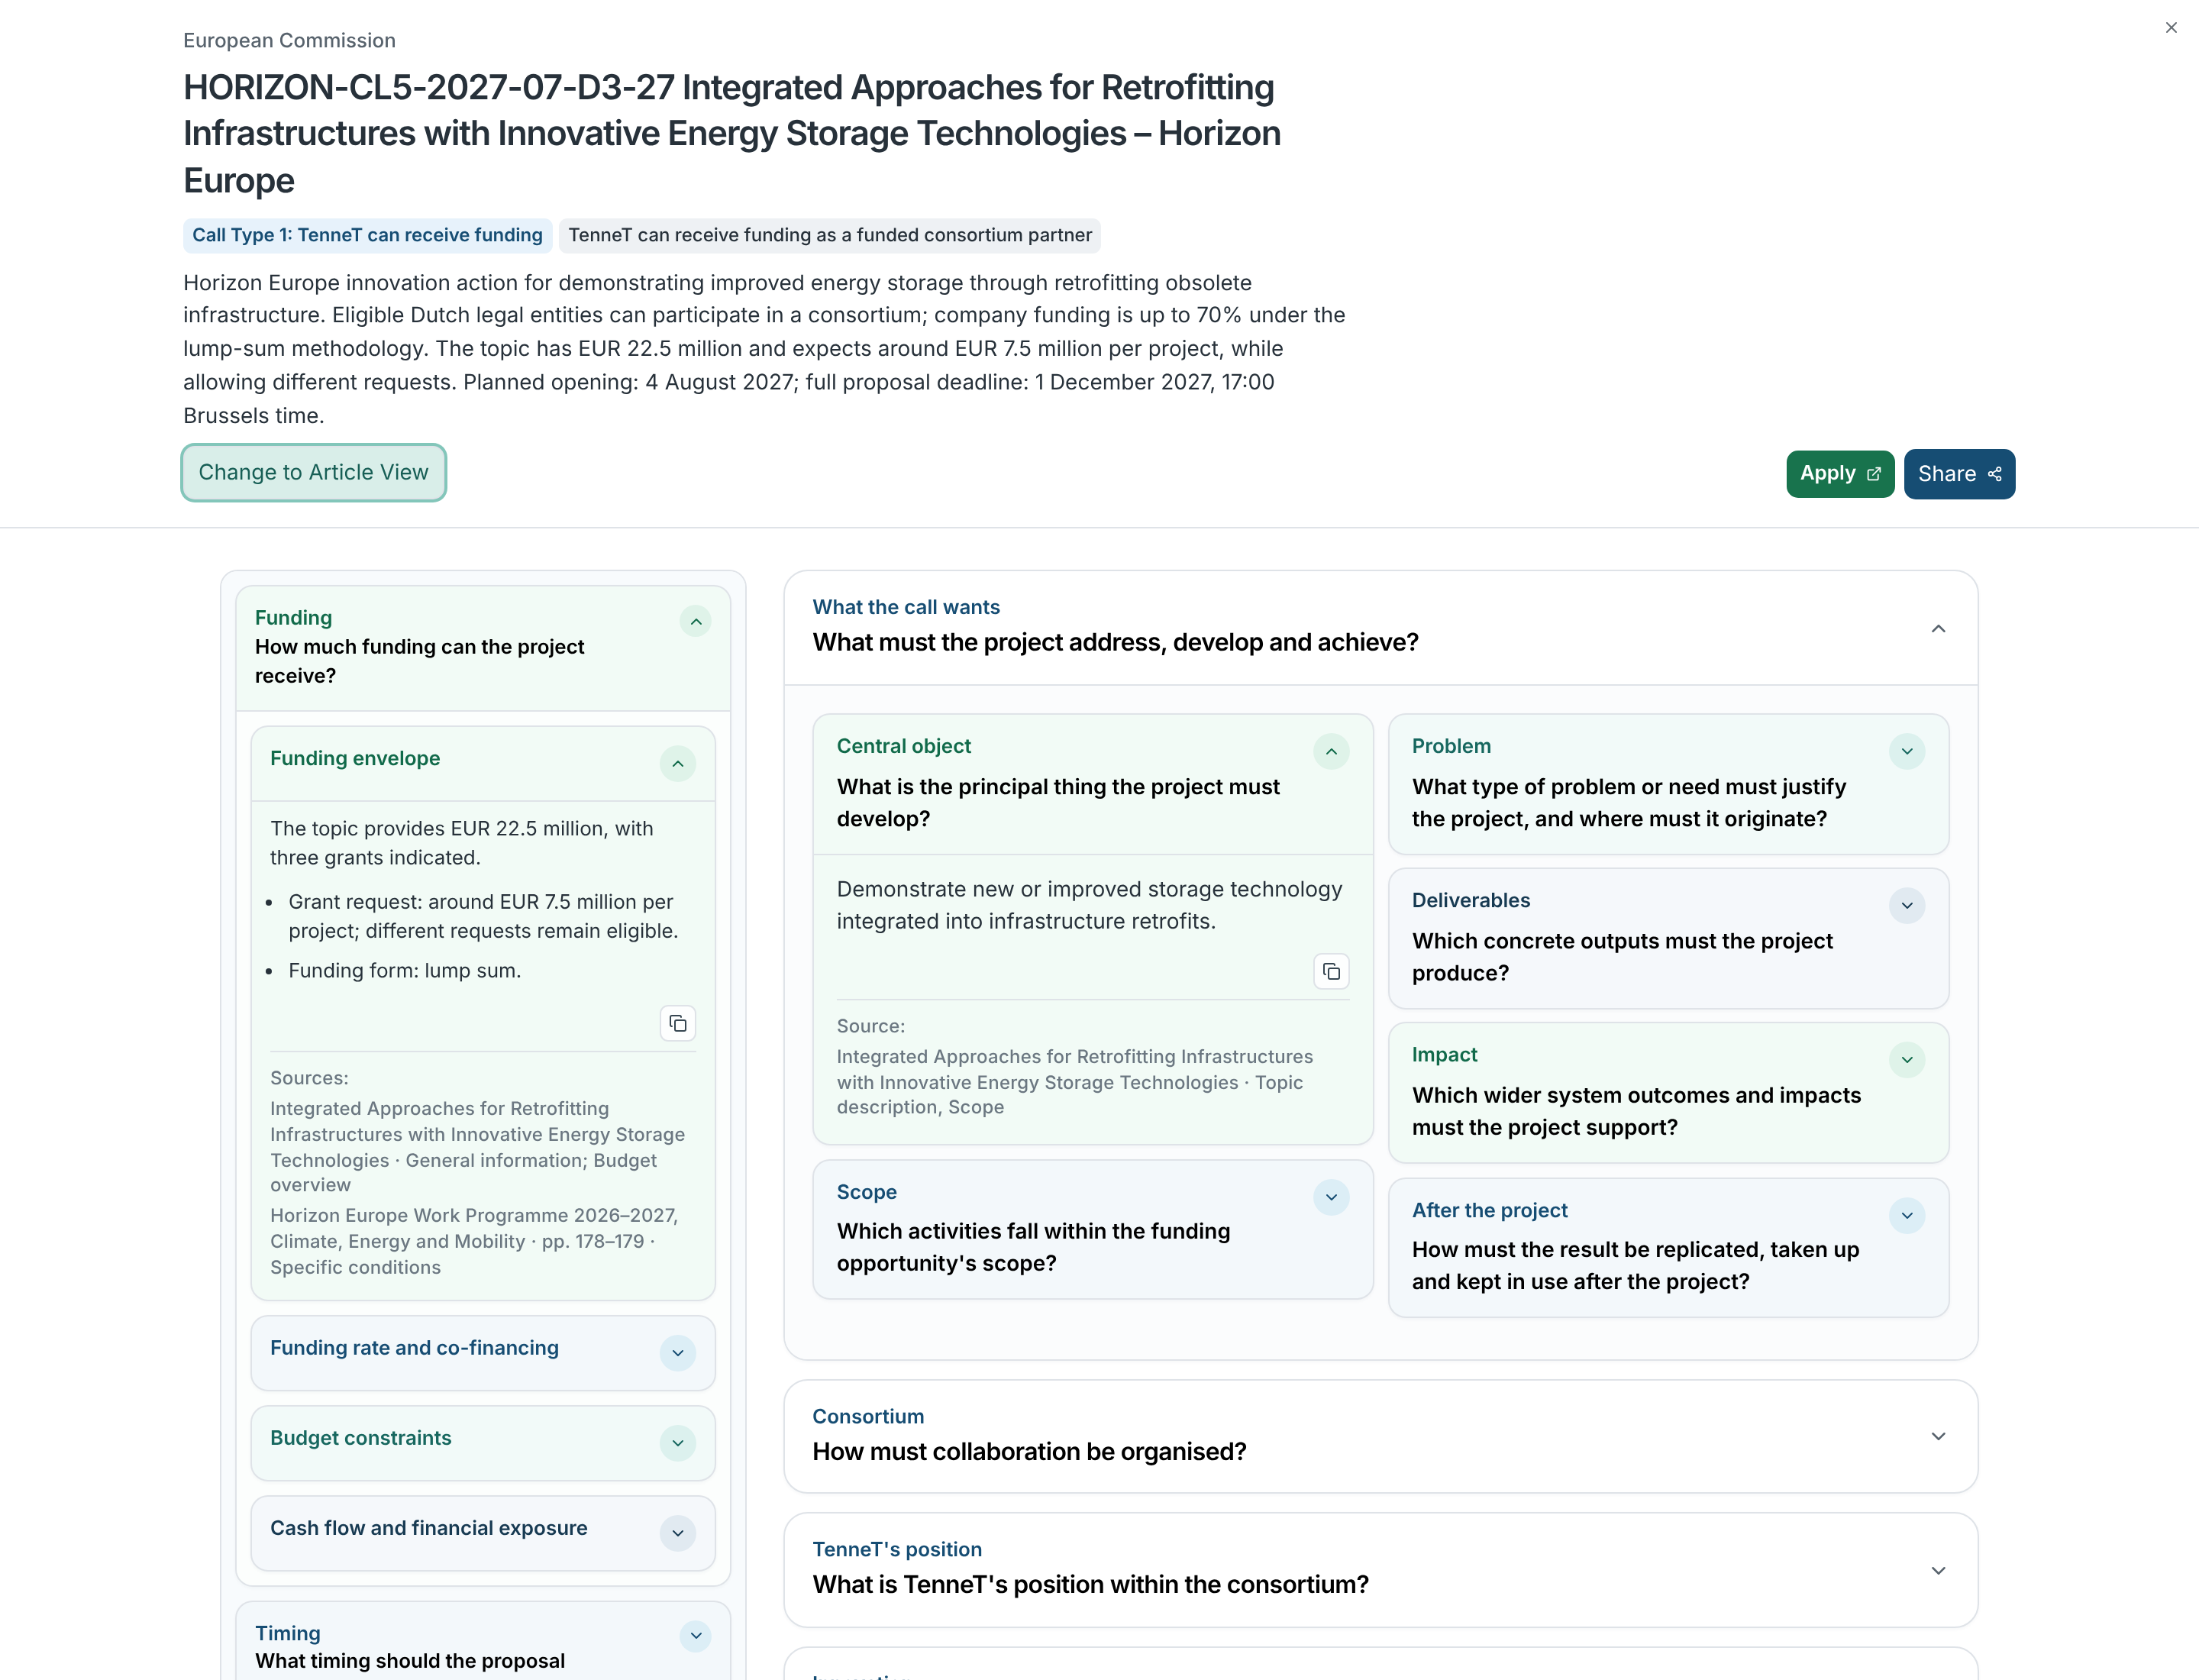 European Commission
HORIZON-CL5-2027-07-D3-27 Integrated Approaches for Retrofitting
Infrastructures with Innovative Energy Storage Technologies – Horizon
Europe
Call Type 1: TenneT can receive funding
TenneT can receive funding as a funded consortium partner
Horizon Europe innovation action for demonstrating improved energy storage through retrofitting obsolete
infrastructure. Eligible Dutch legal entities can participate in a consortium; company funding is up to 70% under the
lump-sum methodology. The topic has EUR 22.5 million and expects around EUR 7.5 million per project, while
allowing different requests. Planned opening: 4 August 2027; full proposal deadline: 1 December 2027, 17:00
Brussels time.
Change to Article View
Apply
Share
Funding
How much funding can the project
receive?
Funding envelope
The topic provides EUR 22.5 million, with
three grants indicated.
• Grant request: around EUR 7.5 million per
project; different requests remain eligible.
• Funding form: lump sum.
Sources:
Integrated Approaches for Retrofitting
Infrastructures with Innovative Energy Storage
Technologies · General information; Budget
overview
Horizon Europe Work Programme 2026–2027,
Climate, Energy and Mobility · pp. 178–179 ·
Specific conditions
Funding rate and co-financing
Budget constraints
Cash flow and financial exposure
Timing
What timing should the proposal
What the call wants
What must the project address, develop and achieve?
Central object
What is the principal thing the project must
develop?
Demonstrate new or improved storage technology
integrated into infrastructure retrofits.
Source:
Integrated Approaches for Retrofitting Infrastructures
with Innovative Energy Storage Technologies · Topic
description, Scope
Scope
Which activities fall within the funding
opportunity's scope?
Problem
What type of problem or need must justify
the project, and where must it originate?
Deliverables
Which concrete outputs must the project
produce?
Impact
Which wider system outcomes and impacts
must the project support?
After the project
How must the result be replicated, taken up
and kept in use after the project?
Consortium
How must collaboration be organised?
TenneT's position
What is TenneT's position within the consortium?